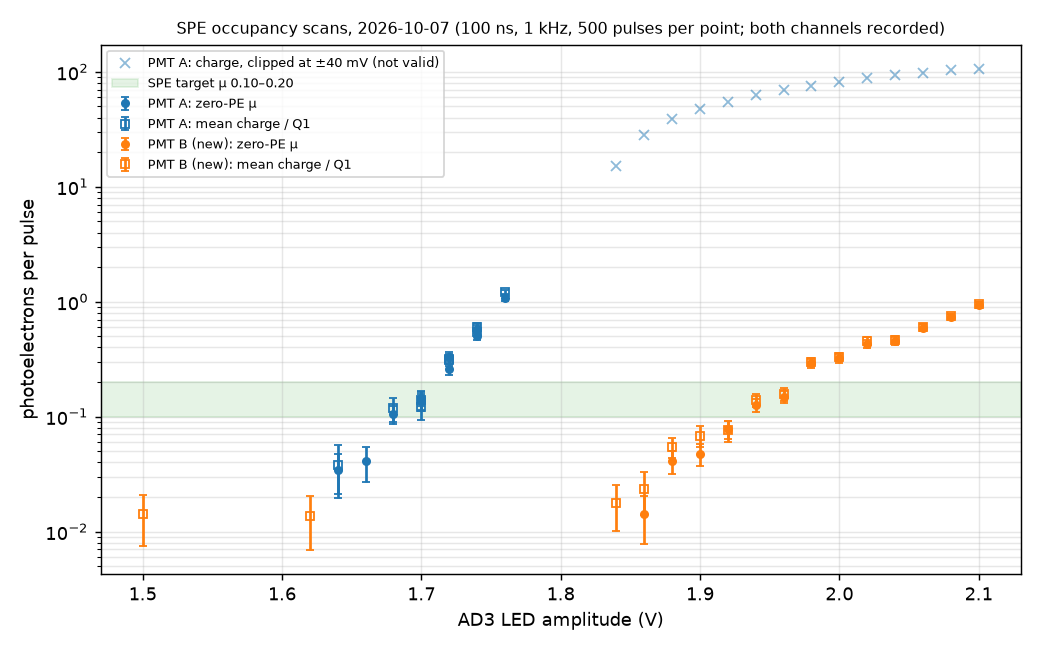 SPE occupancy scans, 2026-10-07 (100 ns, 1 kHz, 500 pulses per point; both channels recorded)
PMT A: charge, clipped at ±40 mV (not valid)
SPE target μ 0.10–0.20
PMT A: zero-PE μ
PMT A: mean charge / Q1
PMT B (new): zero-PE μ
PMT B (new): mean charge / Q1
photoelectrons per pulse
10²
10¹
10⁰
10⁻¹
10⁻²
1.5 1.6 1.7 1.8 1.9 2.0 2.1
AD3 LED amplitude (V)